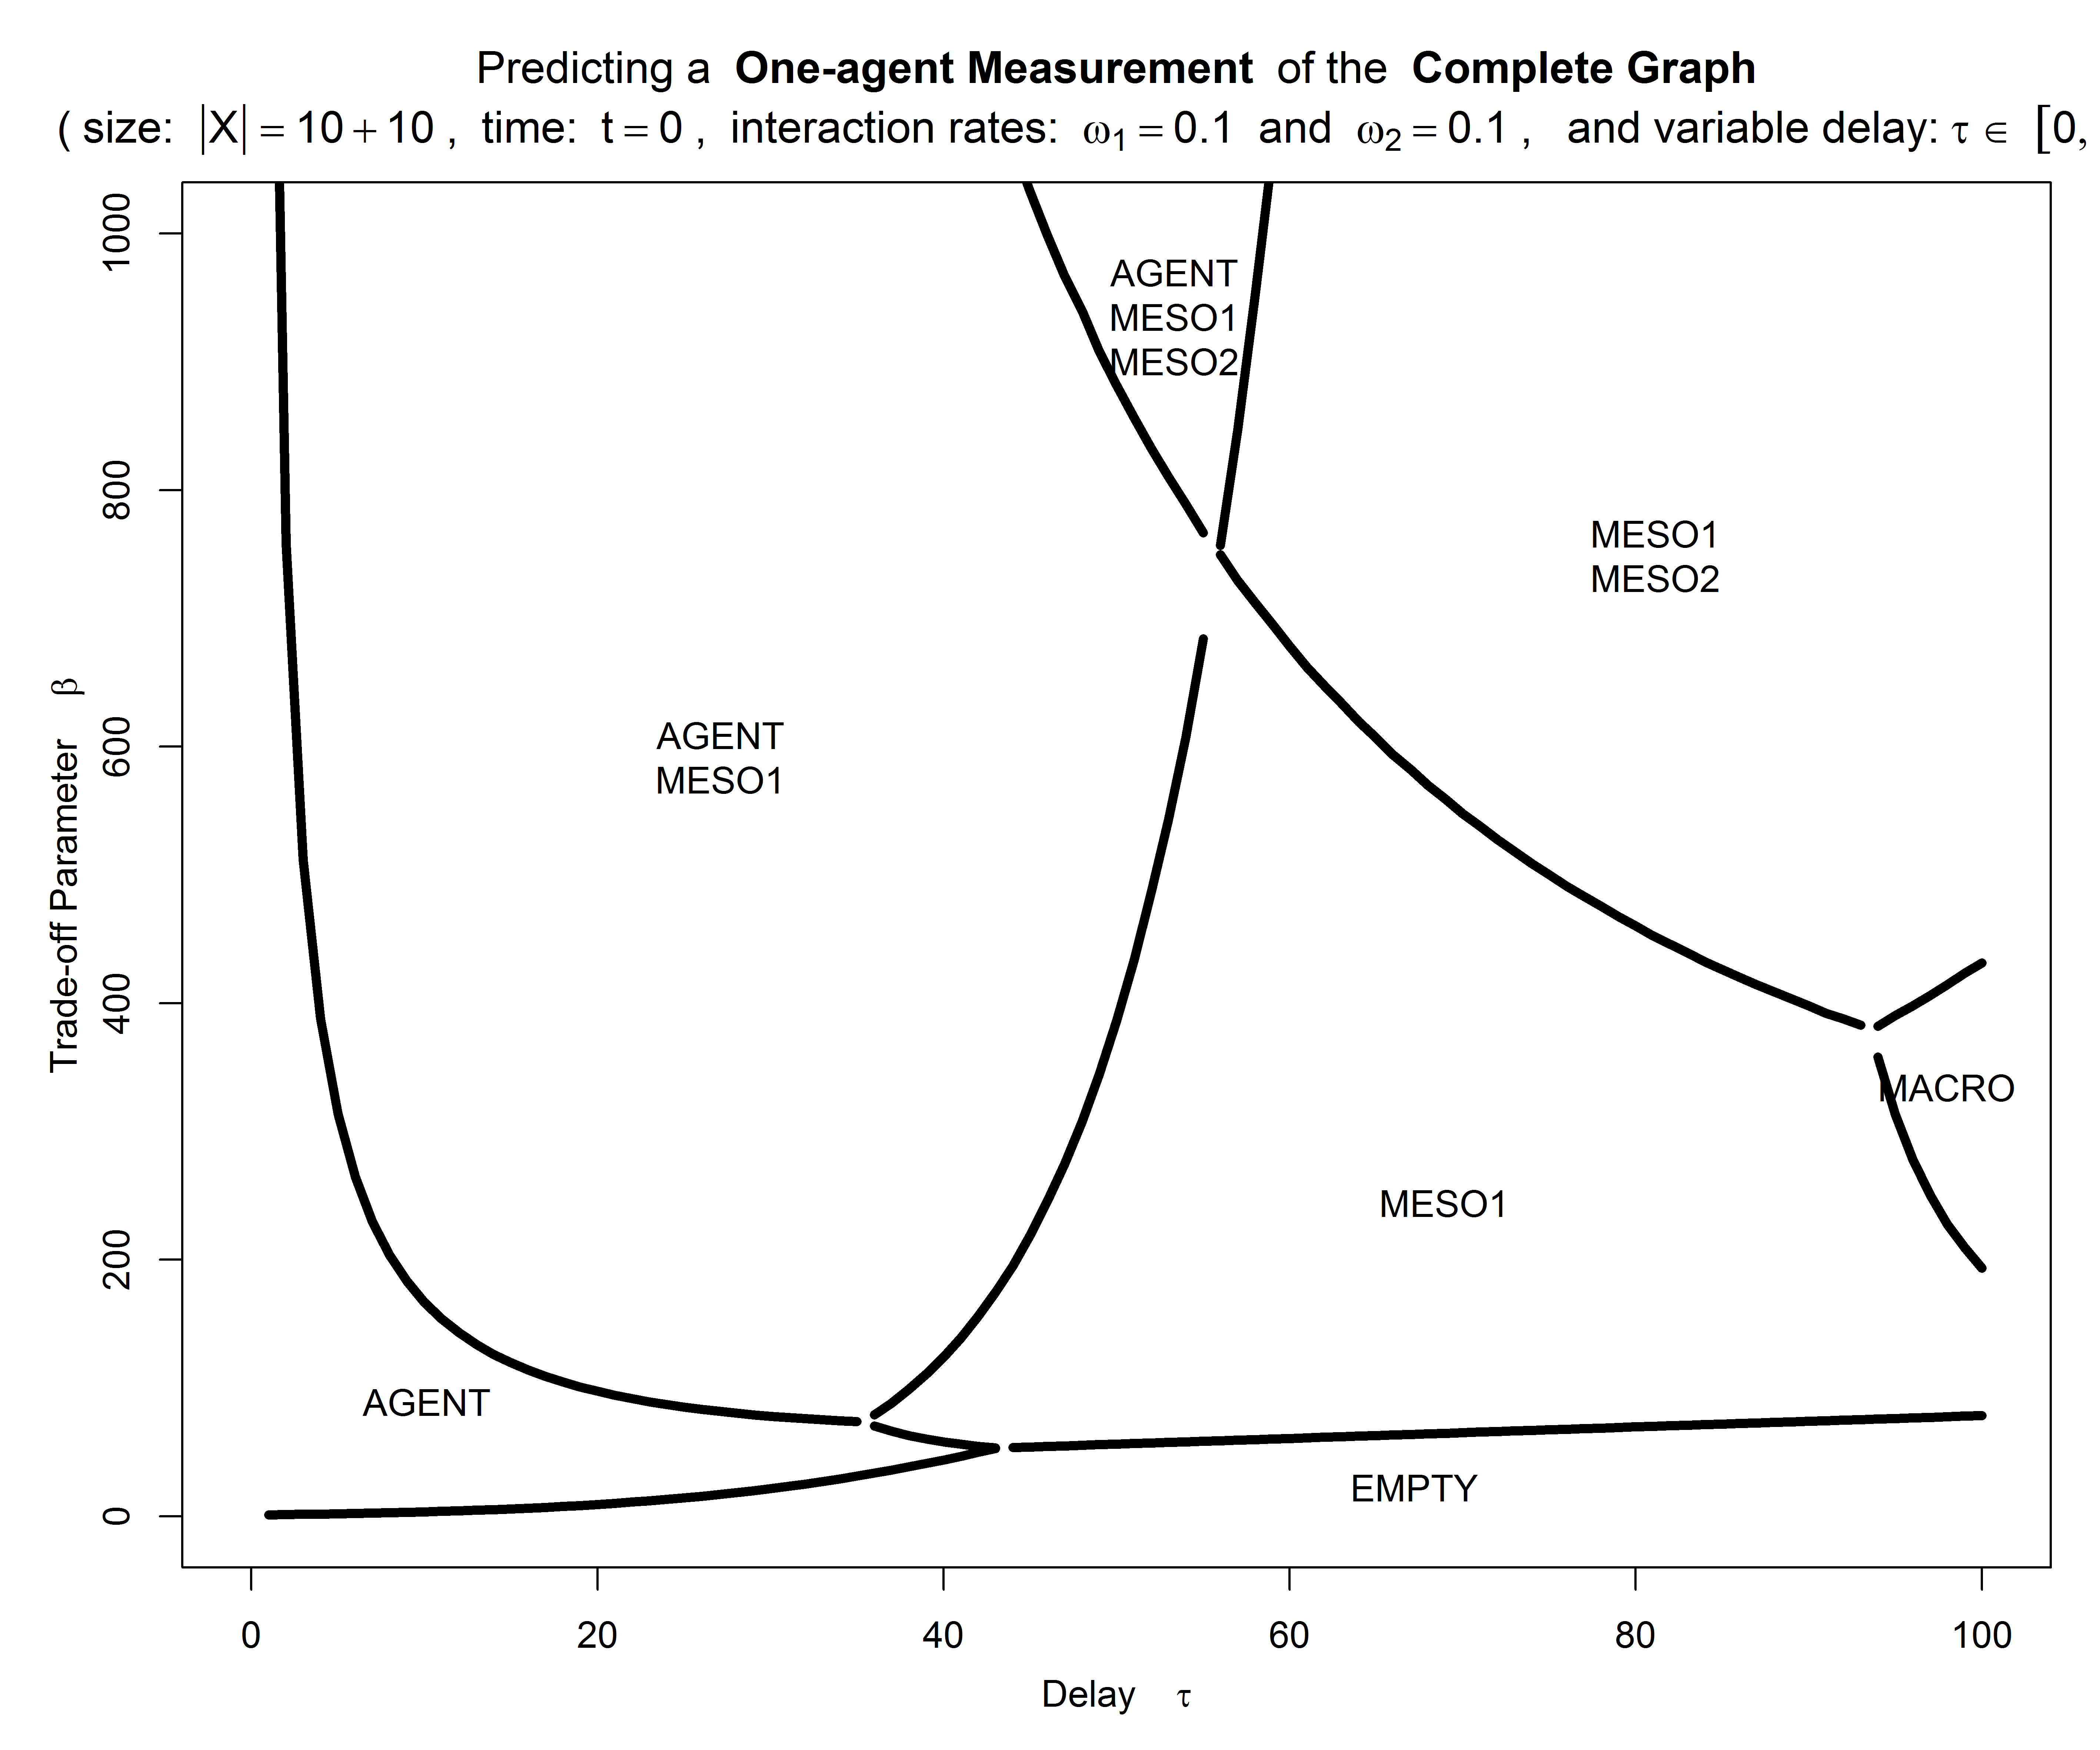 Predicting a One-agent Measurement of the Complete Graph
( size: |X| = 10 + 10 , time: t = 0 , interaction rates: ω1 = 0.1 and ω2 = 0.1 , and variable delay: τ ∈ [0,
1000
800
600
400
200
0
Trade-off Parameter β
AGENT
MESO1
MESO2
MESO1
MESO2
AGENT
MESO1
MACRO
MESO1
AGENT
EMPTY
0 20 40 60 80 100
Delay τ